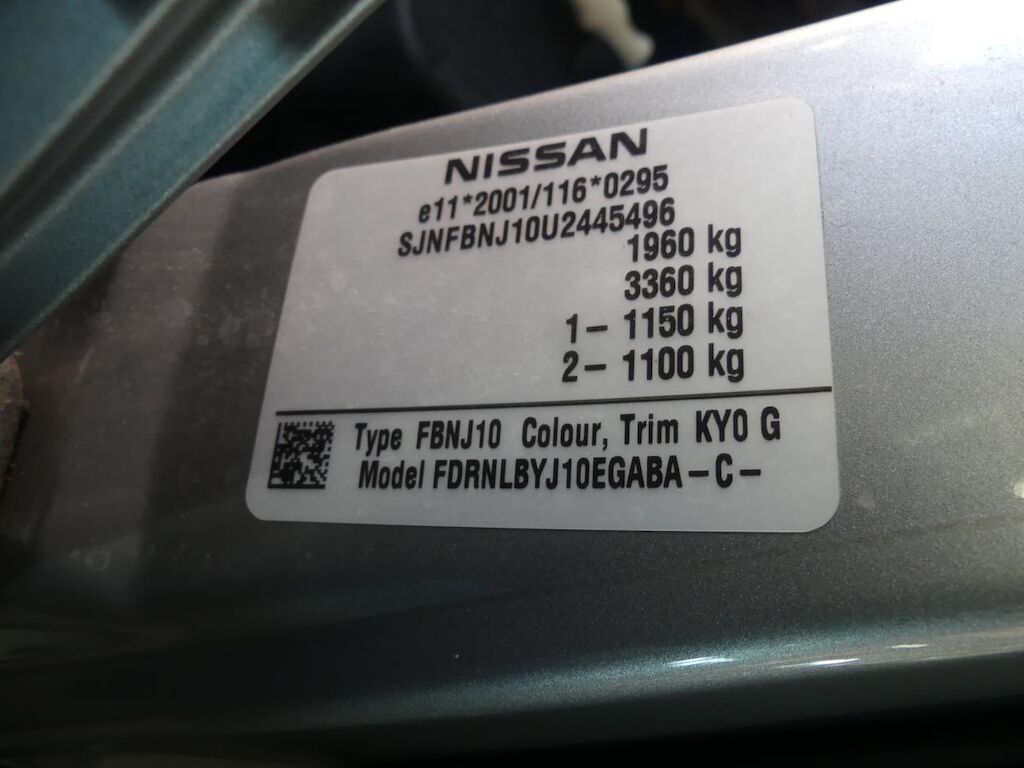 NISSAN
e11*2001/116*0295
SJNFBNJ10U2445496
1960 kg
3360 kg
1– 1150 kg
2– 1100 kg
Type FBNJ10 Colour, Trim KY0 G
Model FDRNLBYJ10EGABA –C–